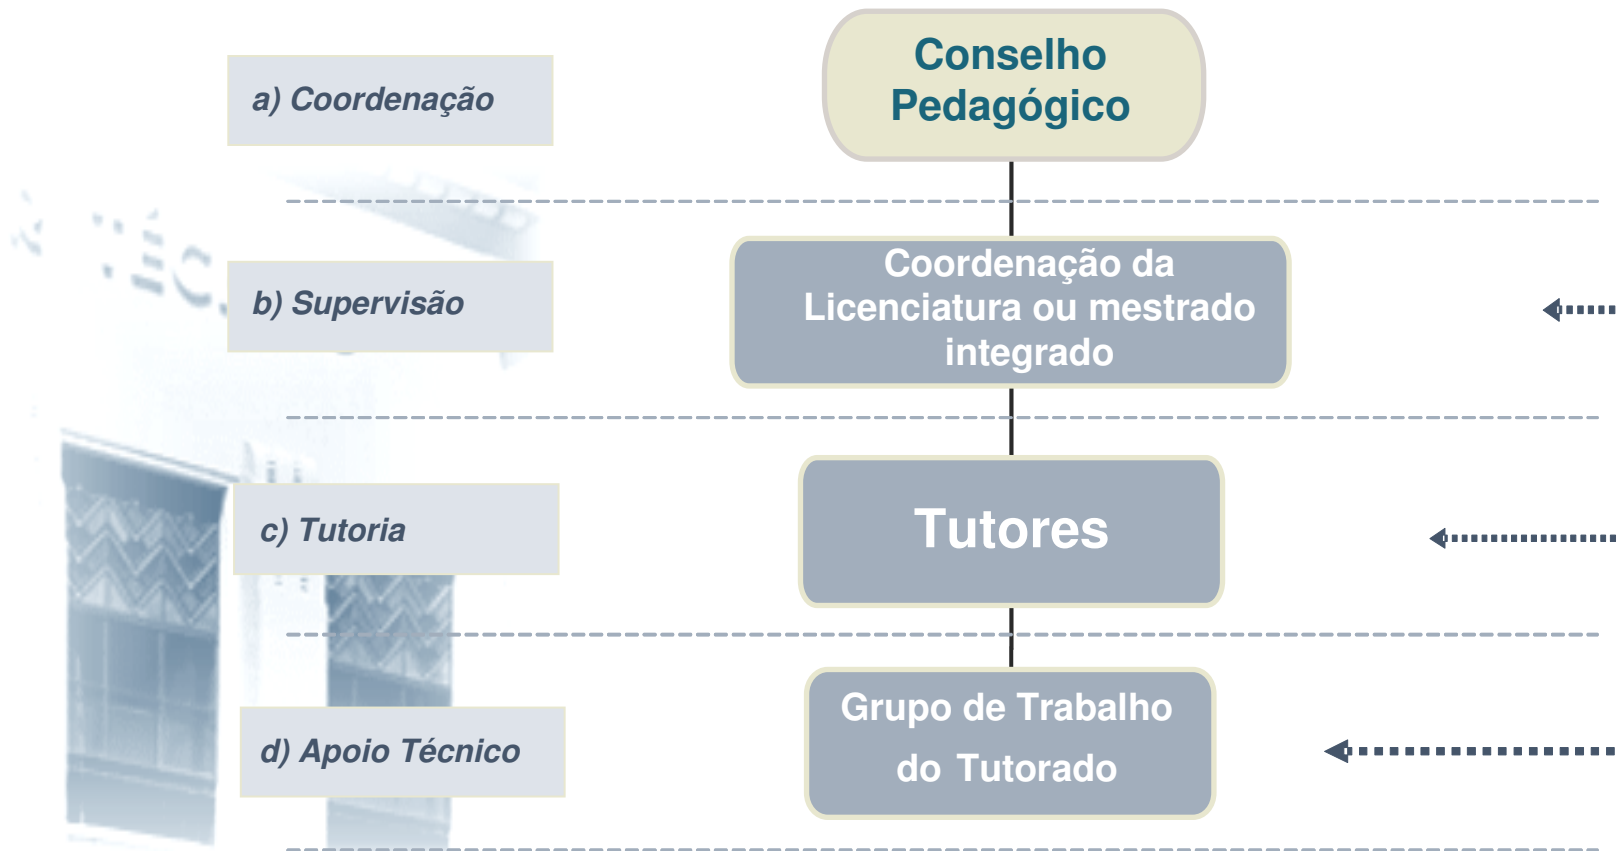 a) Coordenação
Conselho
Pedagógico
b) Supervisão
Coordenação da
Licenciatura ou mestrado
integrado
c) Tutoria
Tutores
d) Apoio Técnico
Grupo de Trabalho
do Tutorado